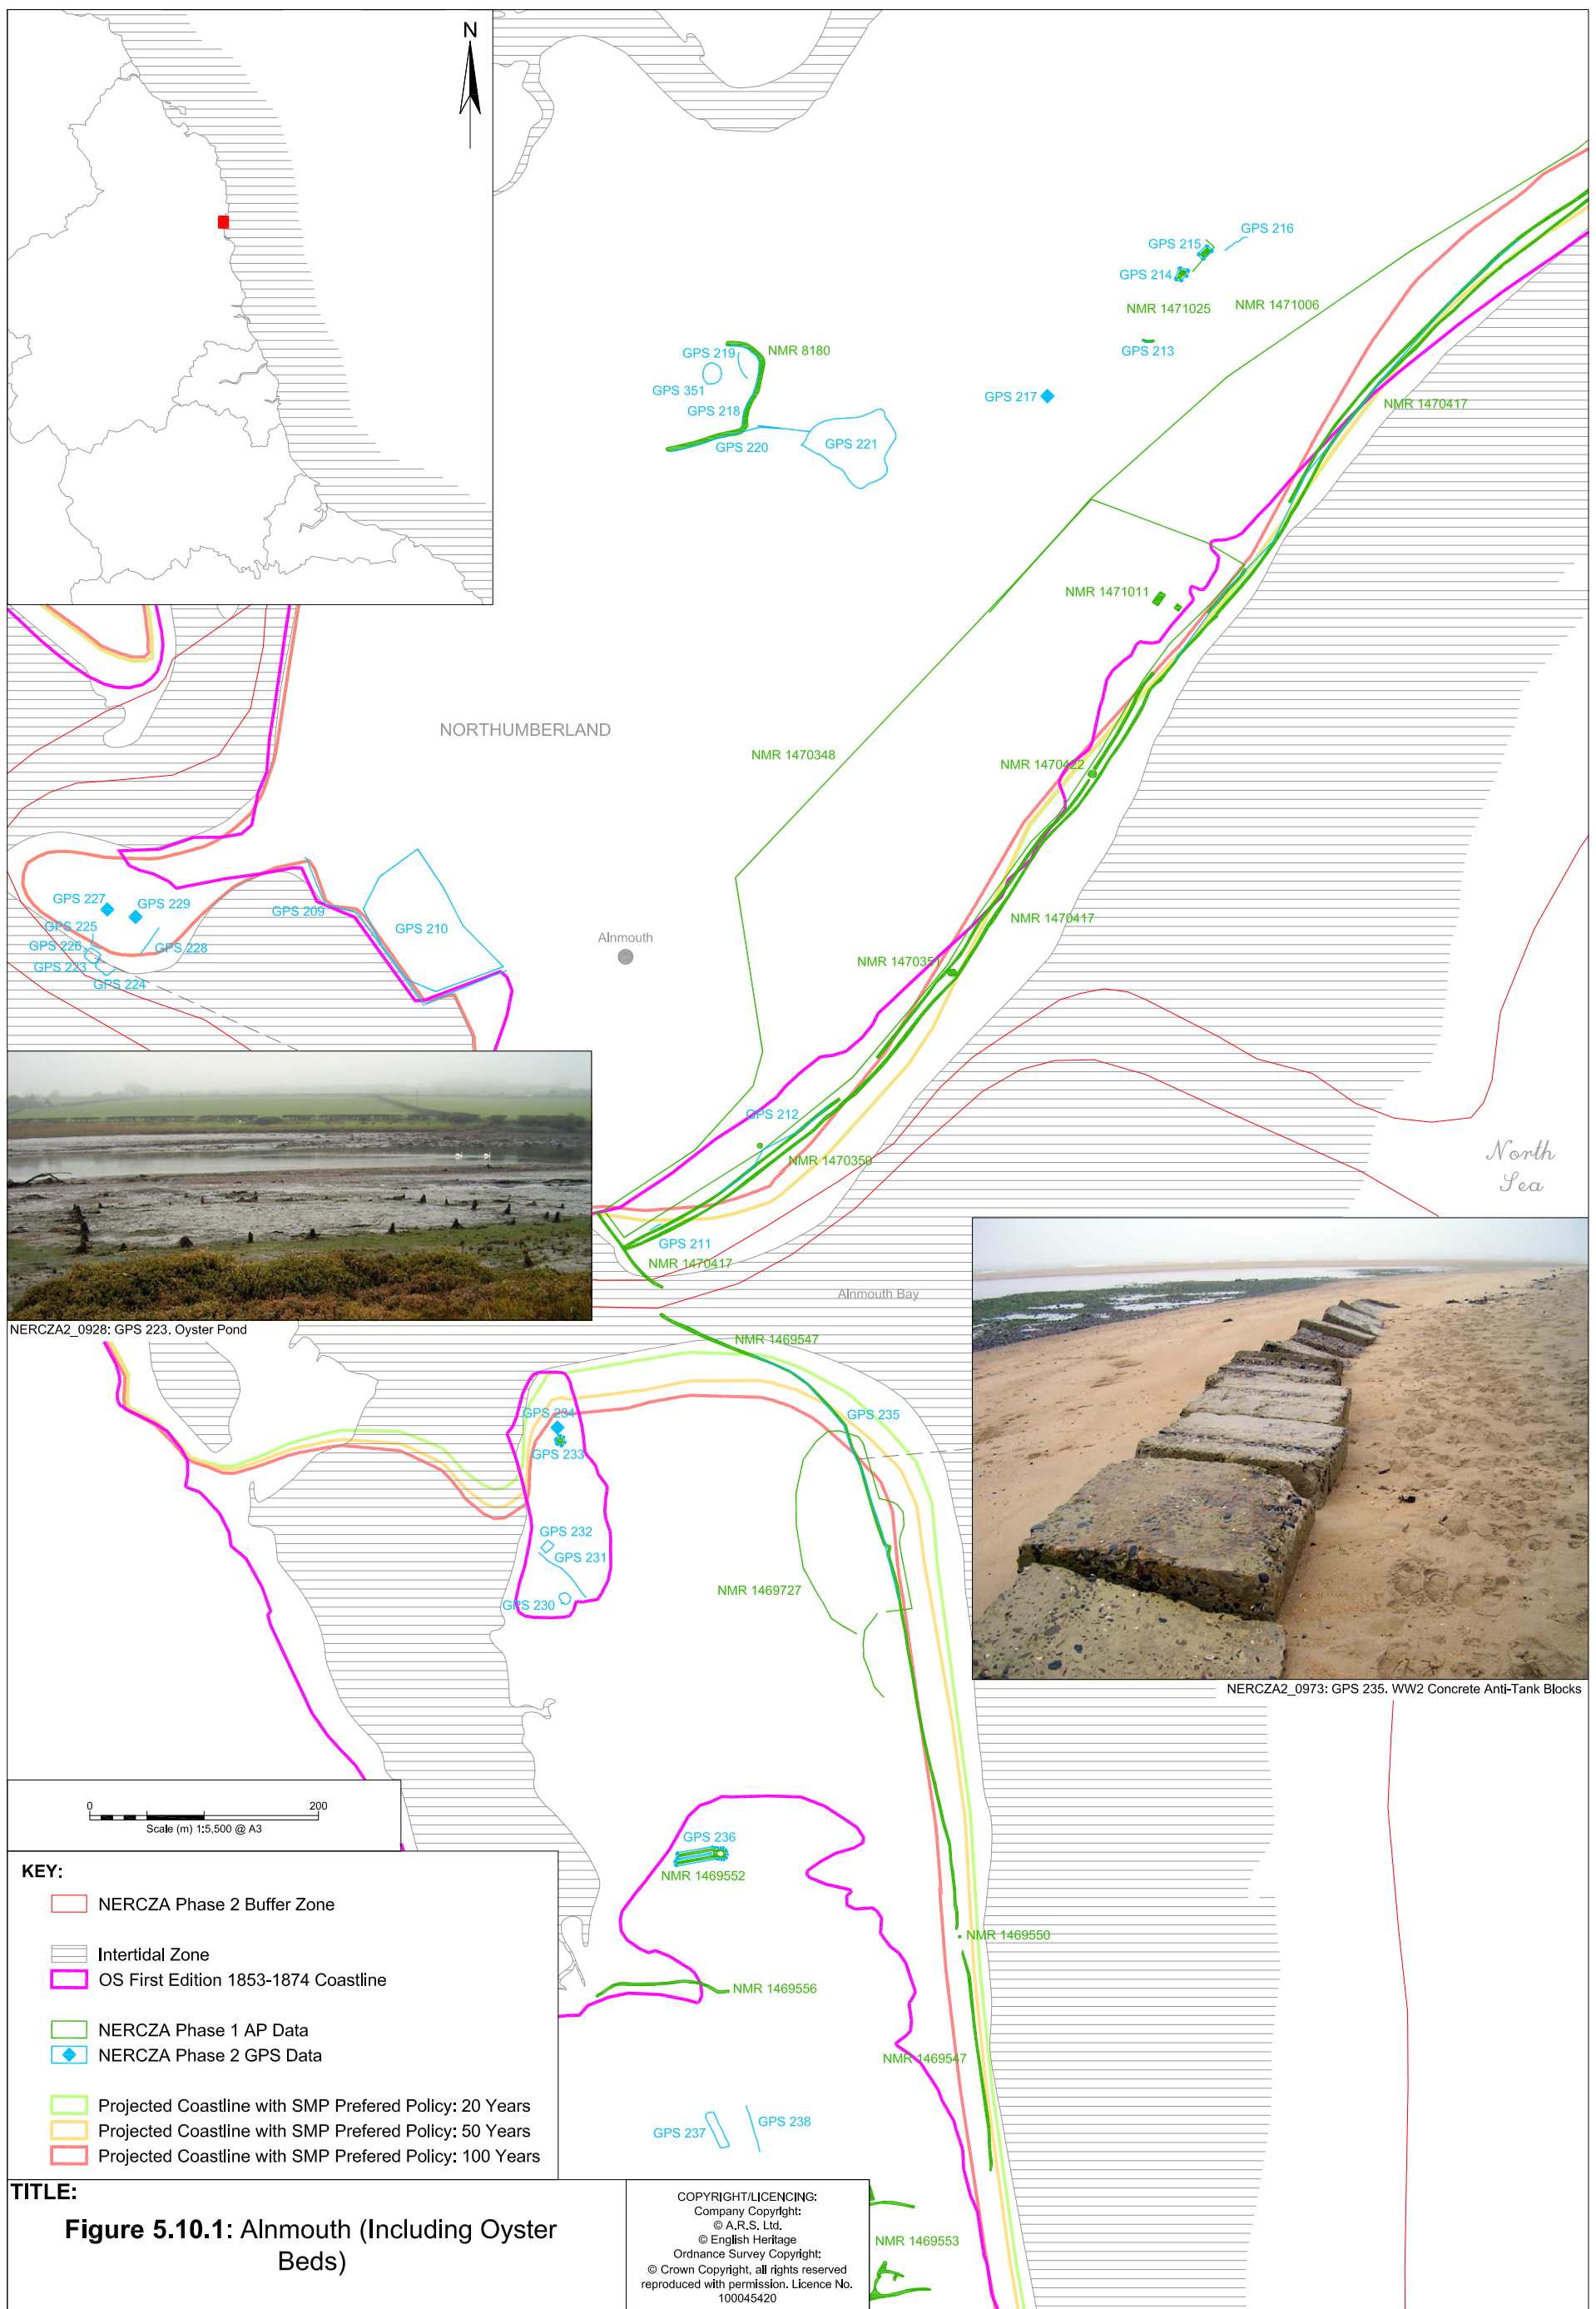 N
GPS 216
GPS 215
GPS 214
NMR 1471025
NMR 1471006
GPS 213
GPS 219
NMR 8180
GPS 351
GPS 217
NMR 1470417
GPS 218
GPS 220
GPS 221
NMR 1471011
NORTHUMBERLAND
NMR 1470348
NMR 1470422
GPS 227
GPS 229
GPS 209
GPS 210
GPS 225
GPS 226
GPS 228
GPS 223
GPS 224
Alnmouth
NMR 1470417
NMR 1470351
GPS 212
NMR 1470350
North
Sea
GPS 211
NMR 1470417
Alnmouth Bay
NERCZA2_0928: GPS 223. Oyster Pond
NMR 1469547
GPS 234
GPS 235
GPS 233
GPS 232
GPS 231
NMR 1469727
GPS 230
NERCZA2_0973: GPS 235. WW2 Concrete Anti-Tank Blocks
0 200
Scale (m) 1:5,500 @ A3
GPS 236
NMR 1469552
KEY:
NERCZA Phase 2 Buffer Zone
Intertidal Zone
OS First Edition 1853-1874 Coastline
NERCZA Phase 1 AP Data
NERCZA Phase 2 GPS Data
Projected Coastline with SMP Prefered Policy: 20 Years
Projected Coastline with SMP Prefered Policy: 50 Years
Projected Coastline with SMP Prefered Policy: 100 Years
NMR 1469550
NMR 1469556
NMR 1469547
GPS 237
GPS 238
TITLE:
Figure 5.10.1: Alnmouth (Including Oyster
Beds)
COPYRIGHT/LICENCING:
Company Copyright:
© A.R.S. Ltd.
© English Heritage
Ordnance Survey Copyright:
© Crown Copyright, all rights reserved
reproduced with permission. Licence No.
100045420
NMR 1469553